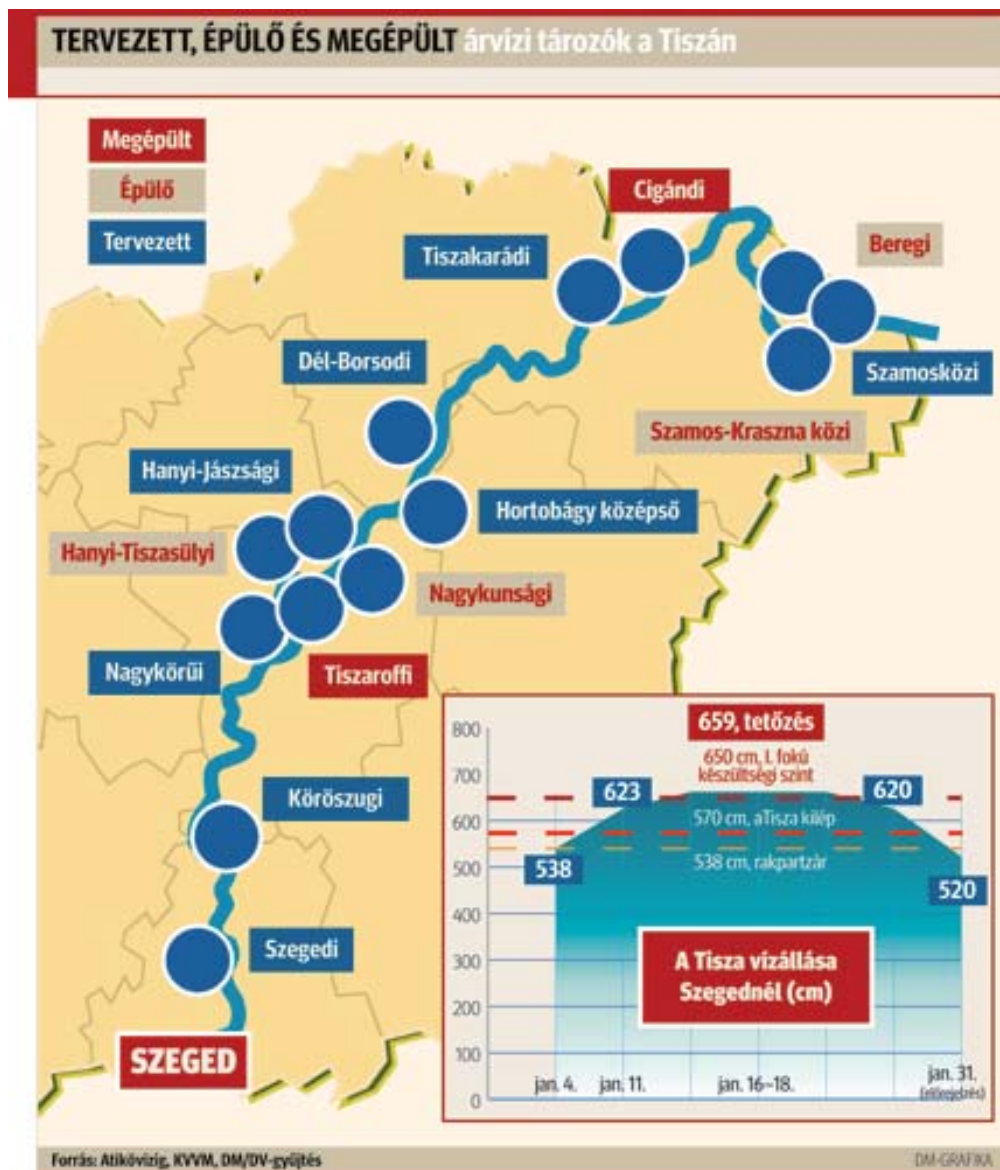 TERVEZETT, ÉPÜLŐ ÉS MEGÉPÜLT árvízi tározók a Tiszán
Megépült
Épülő
Tervezett
Cigándi
Tiszakarádi
Beregi
Dél-Borsodi
Szamosközi
Szamos-Kraszna közi
Hanyi-Jászsági
Hortobágy középső
Hanyi-Tiszasülyi
Nagykunsági
Nagykörűi
Tiszaroffi
Köröszugi
Szegedi
SZEGED
659, tetőzés
650 cm, I. fokú
készültségi szint
800
700
600
500
400
300
200
100
0
623
620
570 cm, aTisza kilép
538
538 cm, rakpartzár
520
A Tisza vízállása
Szegednél (cm)
jan. 4.
jan. 11.
jan. 16–18.
jan. 31.
(előrejelzés)
Forrás: Atikövizig, KVVM, DM/DV-gyűjtés
DM-GRAFIKA